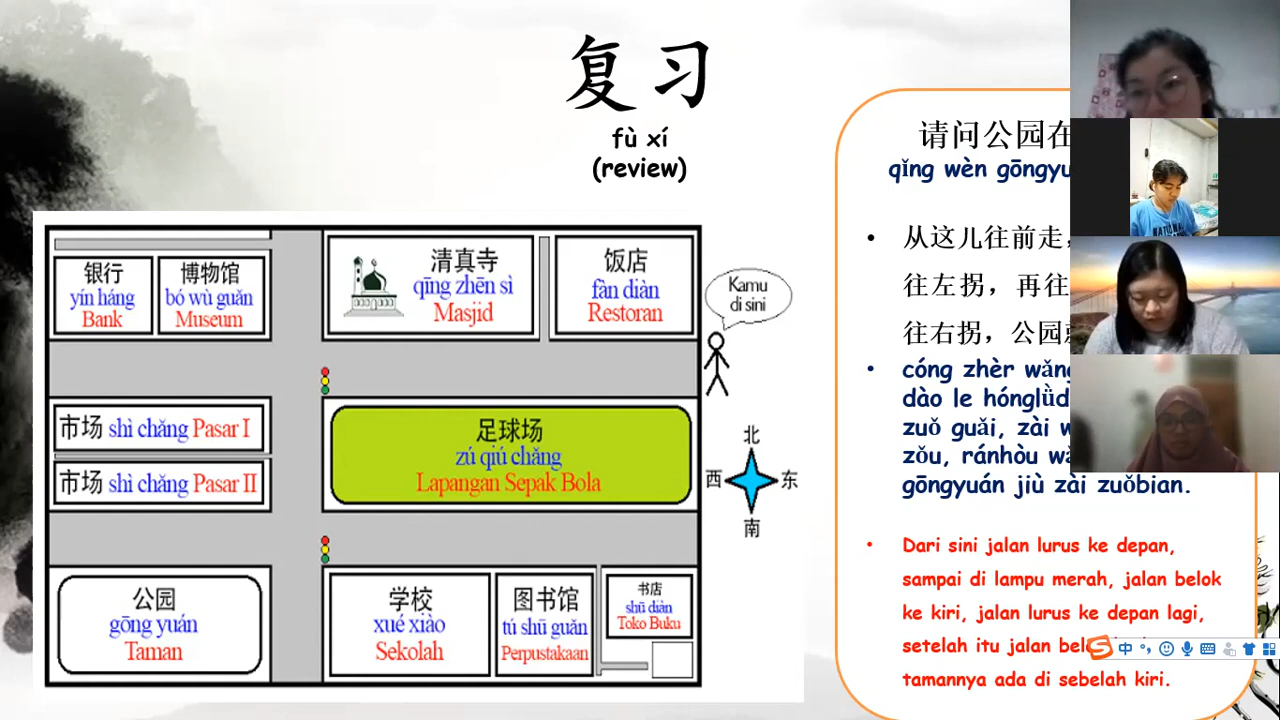 复习
fù xí
(review)
银行
yín háng
Bank
博物馆
bó wù guǎn
Museum
清真寺
qīng zhēn sì
Masjid
饭店
fàn diàn
Restoran
Kamu
di sini
市场 shì chǎng Pasar I
市场 shì chǎng Pasar II
足球场
zú qiú chǎng
Lapangan Sepak Bola
北
西
东
南
公园
gōng yuán
Taman
学校
xué xiào
Sekolah
图书馆
tú shū guǎn
Perpustakaan
书店
shū diàn
Toko Buku
请问公园在
qǐng wèn
• 从这儿往前走，
往左拐，再往
往右拐，公园
• cóng zhèr
dào le
zuǒ guǎi, zài
zǒu, ránhòu
gōngyuán jiù zài zuǒbian.
• Dari sini jalan lurus ke depan,
sampai di lampu merah, jalan belok
ke kiri, jalan lurus ke depan lagi,
setelah itu jalan
tamannya ada di sebelah kiri.
中